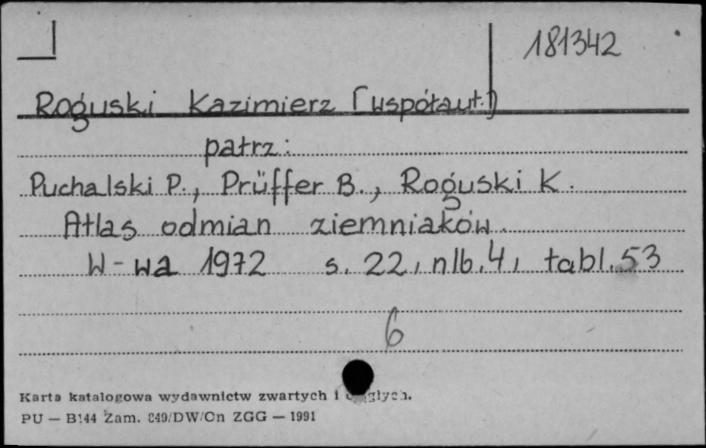 181342
Roguski Kazimierz [współaut.]
patrz:
Puchalski P., Prüffer B., Roguski K.
Atlas odmian ziemniaków.
W-wa 1972 s. 22, nlb. 4, tabl. 53
6
Karta katalogowa wydawnictw zwartych i ciągłych.
PU — B144 Zam. 849/DW/Cn ZGG — 1991